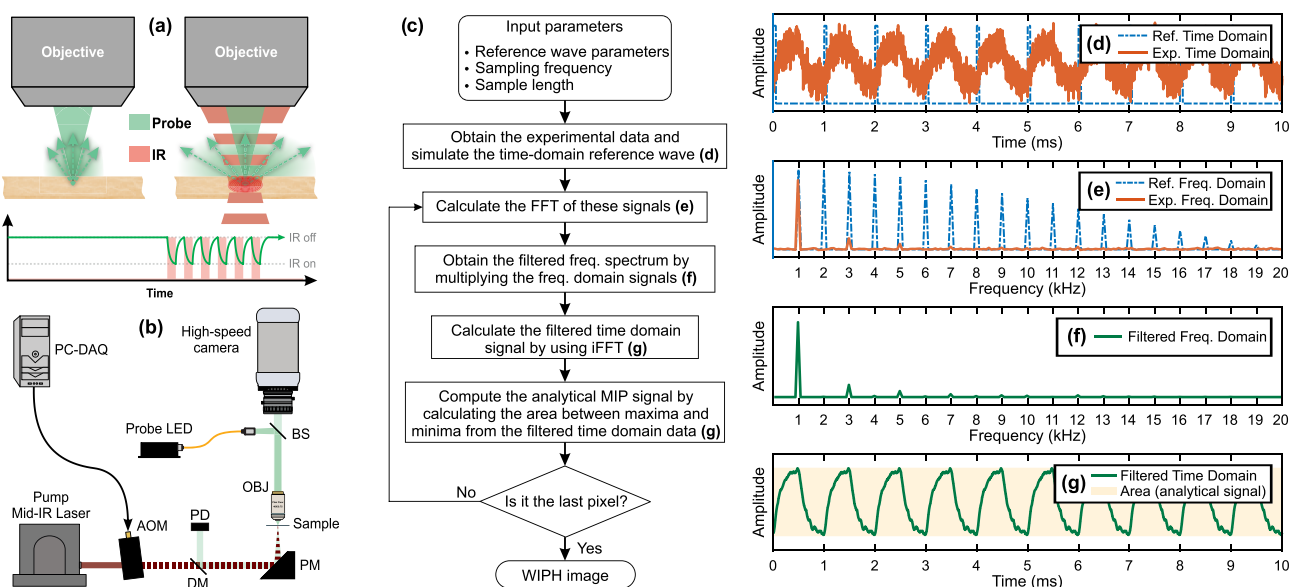 (a)
Objective
Objective
Probe
IR
IR off
IR on
Time
(b)
PC-DAQ
High-speed
camera
Probe LED
BS
OBJ
Pump
Mid-IR Laser
AOM
PD
Sample
DM
PM
(c)
Input parameters
• Reference wave parameters
• Sampling frequency
• Sample length
Obtain the experimental data and
simulate the time-domain reference wave (d)
Calculate the FFT of these signals (e)
Obtain the filtered freq. spectrum by
multiplying the freq. domain signals (f)
Calculate the filtered time domain
signal by using iFFT (g)
Compute the analytical MIP signal by
calculating the area between maxima and
minima from the filtered time domain data (g)
No
Is it the last pixel?
Yes
WIPH image
Amplitude
(d)
Ref. Time Domain
Exp. Time Domain
0 1 2 3 4 5 6 7 8 9 10
Time (ms)
Amplitude
(e)
Ref. Freq. Domain
Exp. Freq. Domain
1 2 3 4 5 6 7 8 9 10 11 12 13 14 15 16 17 18 19 20
Frequency (kHz)
Amplitude
(f)
Filtered Freq. Domain
1 2 3 4 5 6 7 8 9 10 11 12 13 14 15 16 17 18 19 20
Frequency (kHz)
Amplitude
(g)
Filtered Time Domain
Area (analytical signal)
0 1 2 3 4 5 6 7 8 9 10
Time (ms)